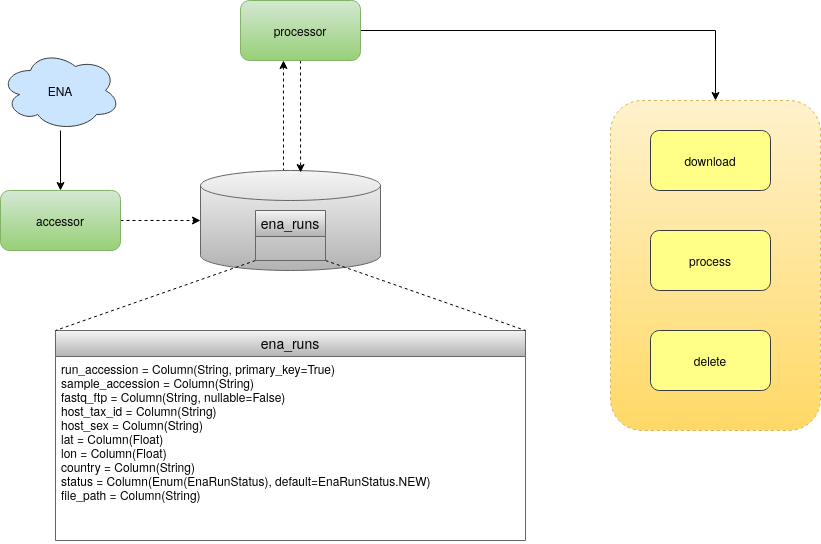 processor
ENA
download
accessor
ena_runs
process
ena_runs
delete
run_accession = Column(String, primary_key=True)
sample_accession = Column(String)
fastq_ftp = Column(String, nullable=False)
host_tax_id = Column(String)
host_sex = Column(String)
lat = Column(Float)
lon = Column(Float)
country = Column(String)
status = Column(Enum(EnaRunStatus), default=EnaRunStatus.NEW)
file_path = Column(String)